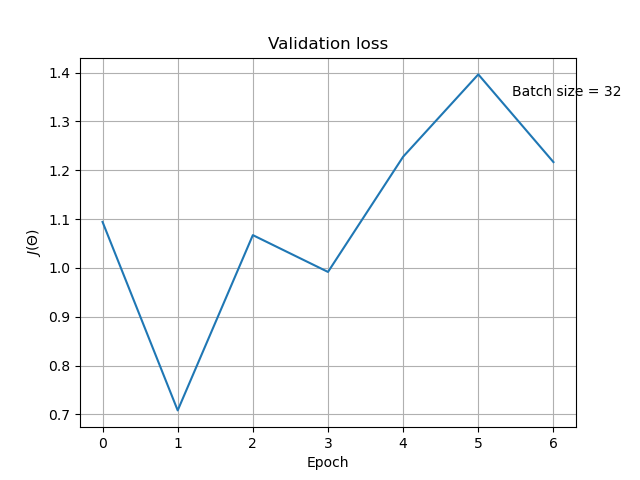 Validation loss
1.4
Batch size = 32
1.3
1.2
1.1
J(Θ)
1.0
0.9
0.8
0.7
0 1 2 3 4 5 6
Epoch